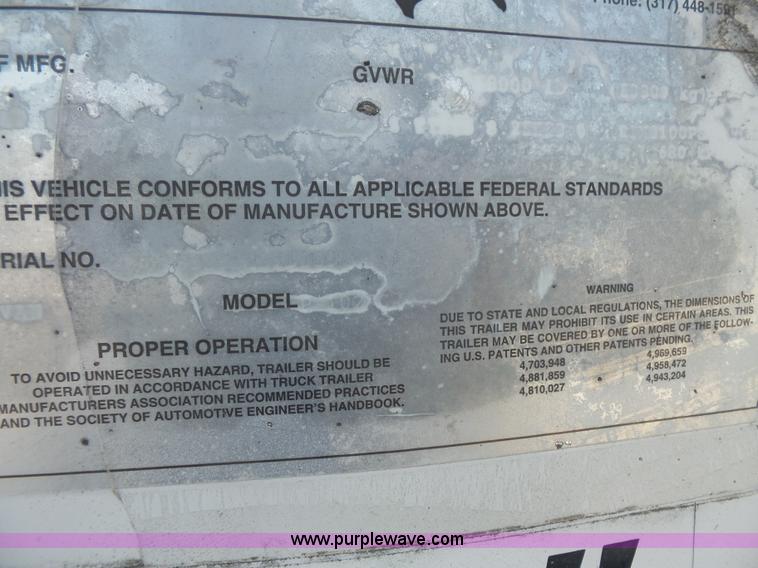 Phone: (317) 448-1591
F MFG.
GVWR
IS VEHICLE CONFORMS TO ALL APPLICABLE FEDERAL STANDARDS
EFFECT ON DATE OF MANUFACTURE SHOWN ABOVE.
RIAL NO.
MODEL
PROPER OPERATION
TO AVOID UNNECESSARY HAZARD, TRAILER SHOULD BE
OPERATED IN ACCORDANCE WITH TRUCK TRAILER
MANUFACTURERS ASSOCIATION RECOMMENDED PRACTICES
AND THE SOCIETY OF AUTOMOTIVE ENGINEER'S HANDBOOK.
WARNING
DUE TO STATE AND LOCAL REGULATIONS, THE DIMENSIONS OF
THIS TRAILER MAY PROHIBIT ITS USE IN CERTAIN AREAS. THIS
TRAILER MAY BE COVERED BY ONE OR MORE OF THE FOLLOW-
ING U.S. PATENTS AND OTHER PATENTS PENDING.
4,703,948 4,969,659
4,881,859 4,958,472
4,810,027 4,943,204
www.purplewave.com